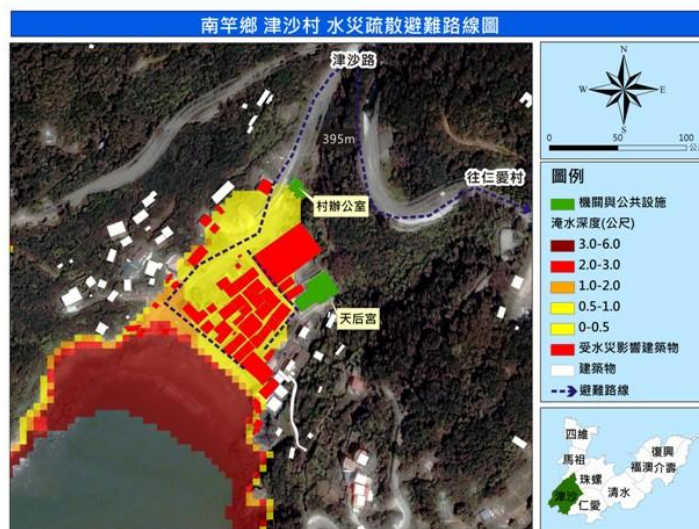 南竿鄉 津沙村 水災疏散避難路線圖
津沙路
395m
往仁愛村
村辦公室
天后宮
N
W
E
S
0
50
100
圖例
機關與公共設施
淹水深度(公尺)
3.0-6.0
2.0-3.0
1.0-2.0
0.5-1.0
0-0.5
受水災影響建築物
建築物
避難路線
四維
馬祖
珠螺
津沙
仁愛
清水
福澳
復興
介壽